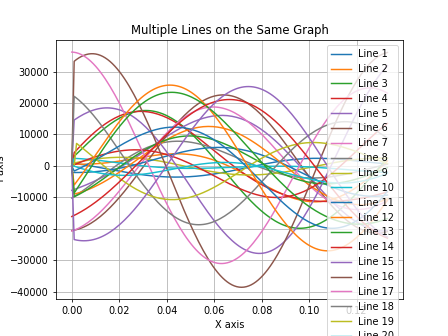 Multiple Lines on the Same Graph
30000
20000
10000
0
−10000
−20000
−30000
−40000
0.00
0.02
0.04
0.06
0.08
0.10
X axis
Line 1
Line 2
Line 3
Line 4
Line 5
Line 6
Line 7
Line 8
Line 9
Line 10
Line 11
Line 12
Line 13
Line 14
Line 15
Line 16
Line 17
Line 18
Line 19